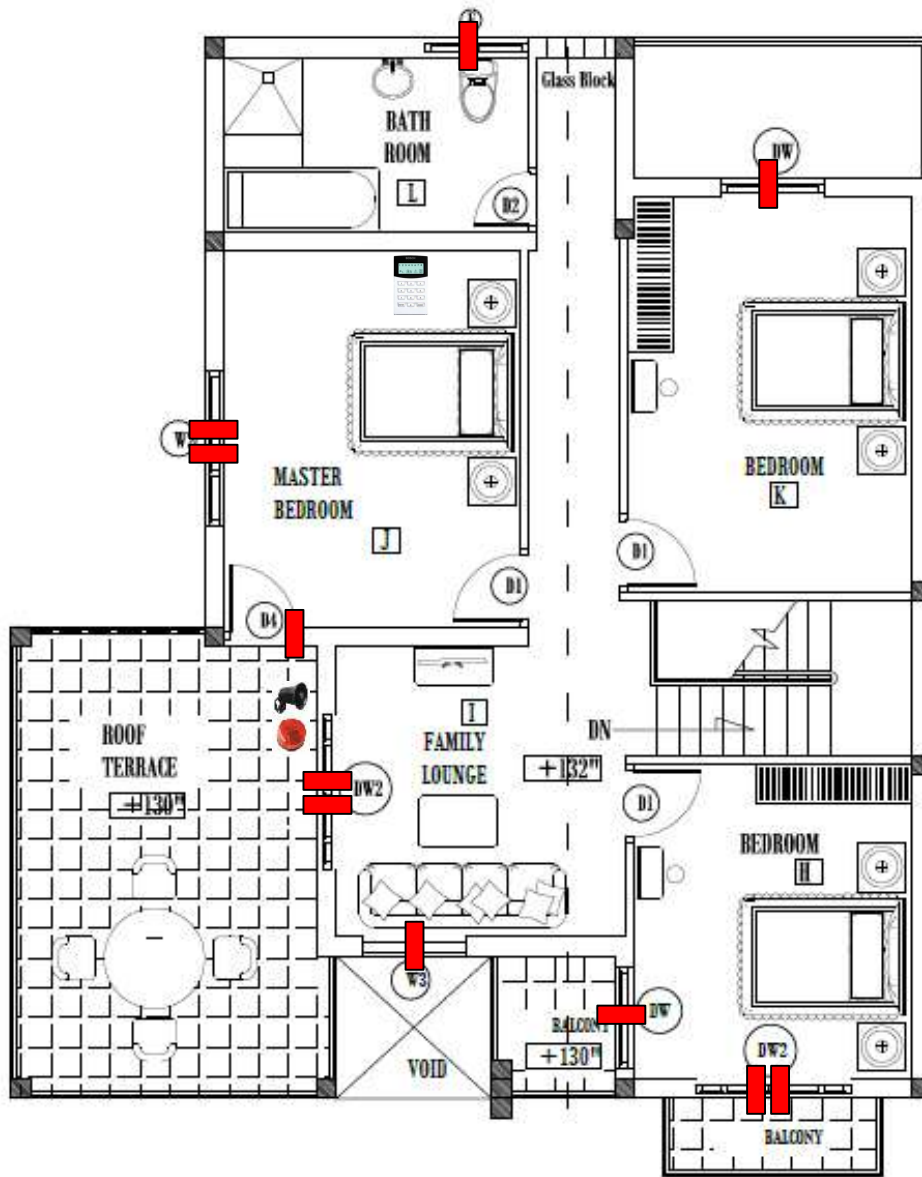 Glass Block
BATH
ROOM
L
DW
D2
W
MASTER
BEDROOM
J
BEDROOM
K
D1
D1
D4
I
FAMILY
LOUNGE
DN
+132"
ROOF
TERRACE
+130"
DW2
D1
BEDROOM
H
W3
DW
BALCONY
+130"
VOID
DW2
BALCONY